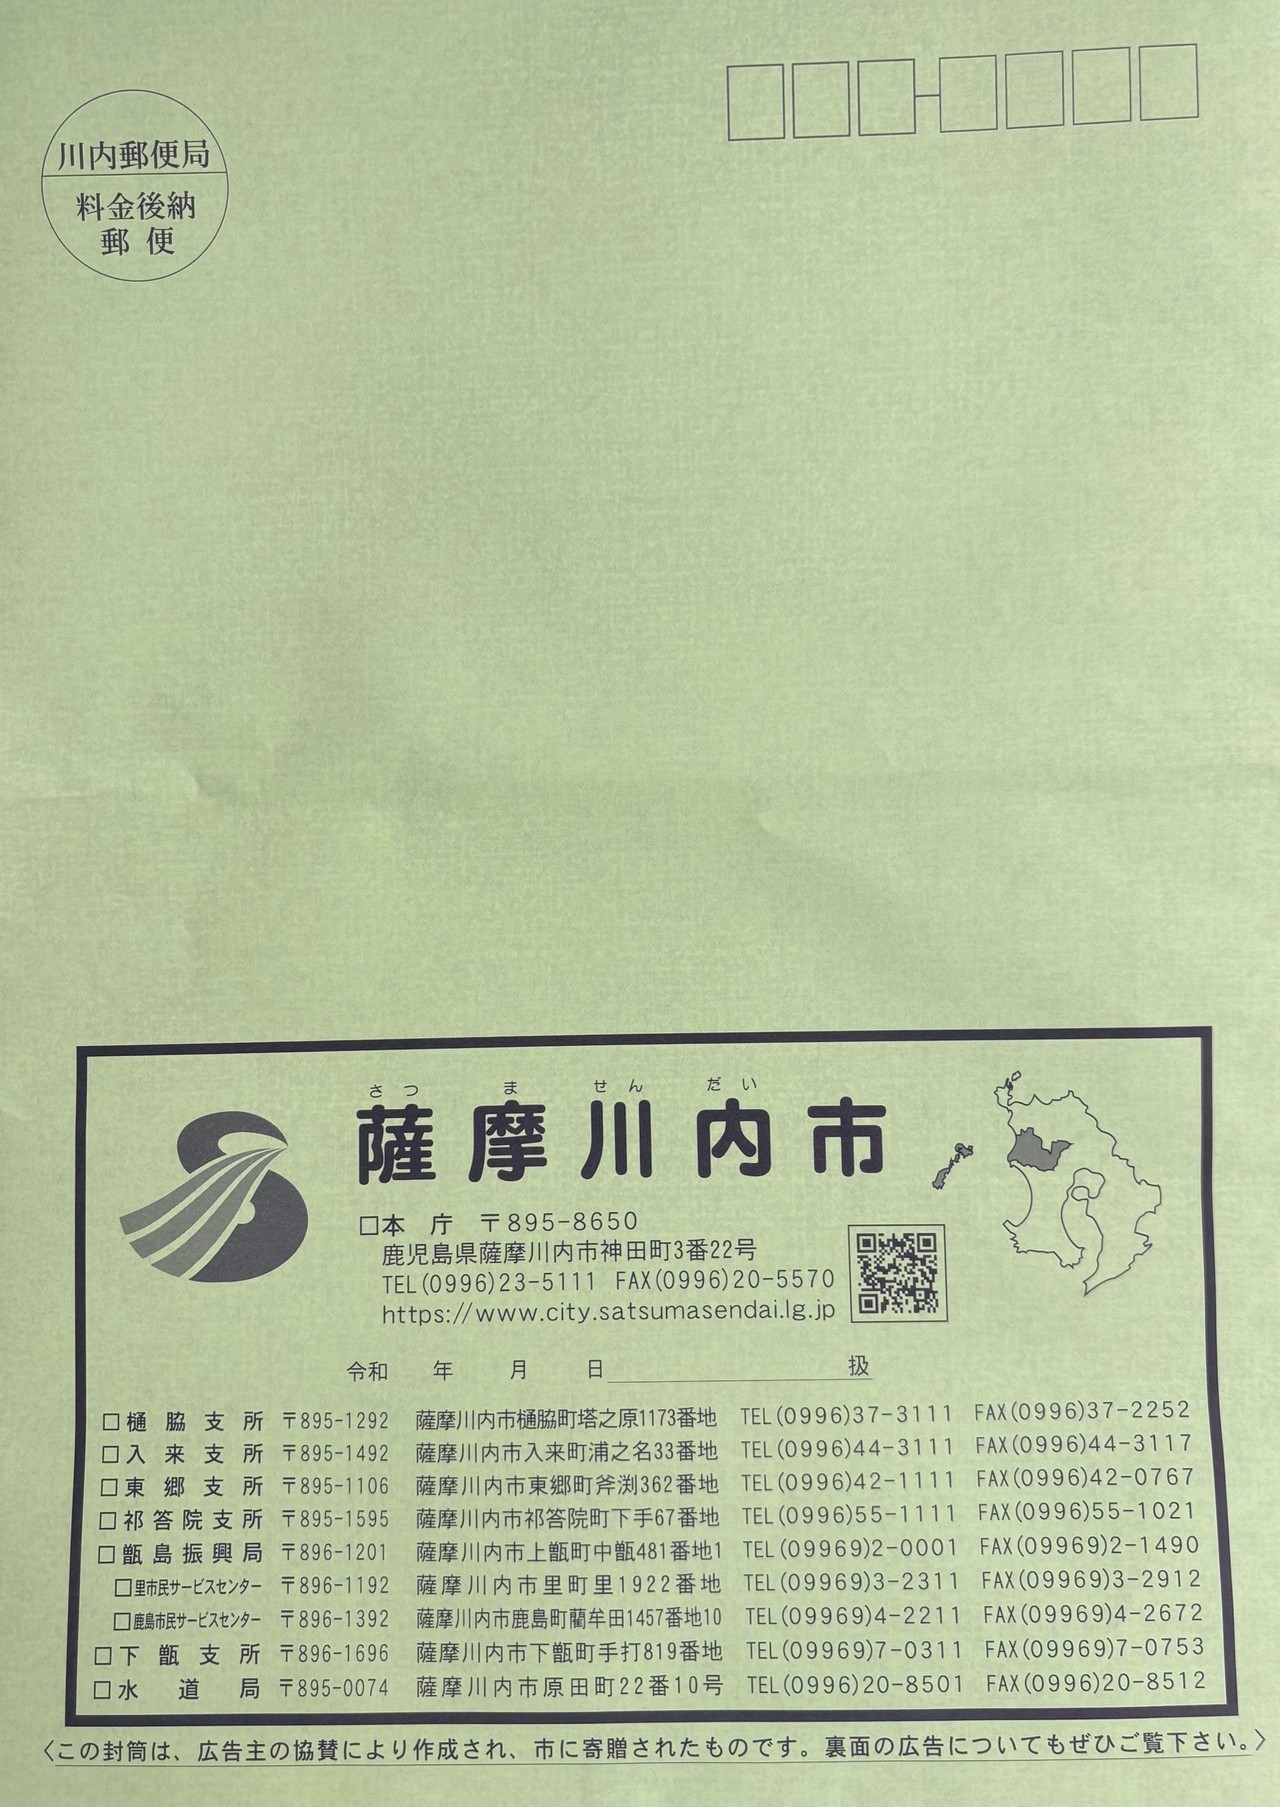 川内郵便局
料金後納
郵便
さつ ま せん だい
薩摩川内市
□本 庁 〒895-8650
鹿児島県薩摩川内市神田町3番22号
TEL(0996)23-5111 FAX(0996)20-5570
https://www.city.satsumasendai.lg.jp
令和 年 月 日 扱
□樋脇支所 〒895-1292 薩摩川内市樋脇町塔之原1173番地 TEL(0996)37-3111 FAX(0996)37-2252
□入来支所 〒895-1492 薩摩川内市入来町浦之名33番地 TEL(0996)44-3111 FAX(0996)44-3117
□東郷支所 〒895-1106 薩摩川内市東郷町斧渕362番地 TEL(0996)42-1111 FAX(0996)42-0767
□祁答院支所 〒895-1595 薩摩川内市祁答院町下手67番地 TEL(0996)55-1111 FAX(0996)55-1021
□甑島振興局 〒896-1201 薩摩川内市上甑町中甑481番地1 TEL(09969)2-0001 FAX(09969)2-1490
□里市民サービスセンター 〒896-1192 薩摩川内市里町里1922番地 TEL(09969)3-2311 FAX(09969)3-2912
□鹿島市民サービスセンター 〒896-1392 薩摩川内市鹿島町藺牟田1457番地10 TEL(09969)4-2211 FAX(09969)4-2672
□下甑支所 〒896-1696 薩摩川内市下甑町手打819番地 TEL(09969)7-0311 FAX(09969)7-0753
□水道局 〒895-0074 薩摩川内市原田町22番10号 TEL(0996)20-8501 FAX(0996)20-8512
〈この封筒は、広告主の協賛により作成され、市に寄贈されたものです。裏面の広告についてもぜひご覧下さい。〉